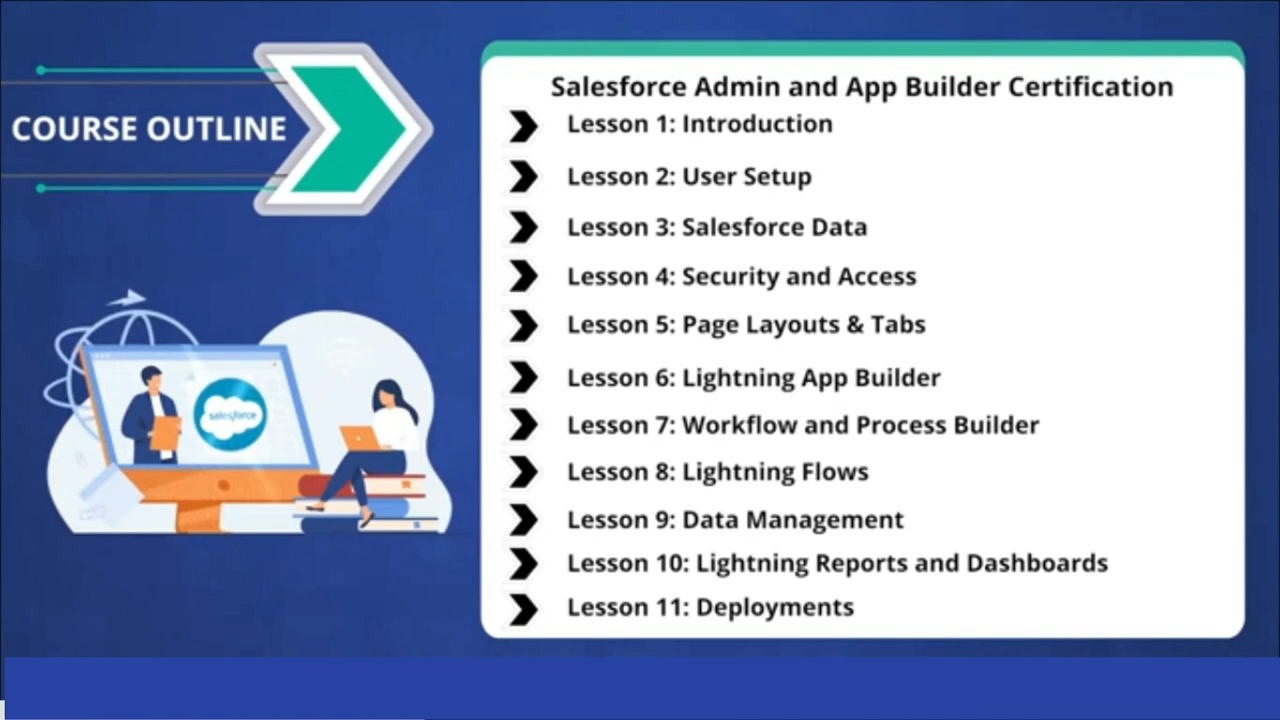 COURSE OUTLINE
Salesforce Admin and App Builder Certification
Lesson 1: Introduction
Lesson 2: User Setup
Lesson 3: Salesforce Data
Lesson 4: Security and Access
Lesson 5: Page Layouts & Tabs
Lesson 6: Lightning App Builder
Lesson 7: Workflow and Process Builder
Lesson 8: Lightning Flows
Lesson 9: Data Management
Lesson 10: Lightning Reports and Dashboards
Lesson 11: Deployments
salesforce